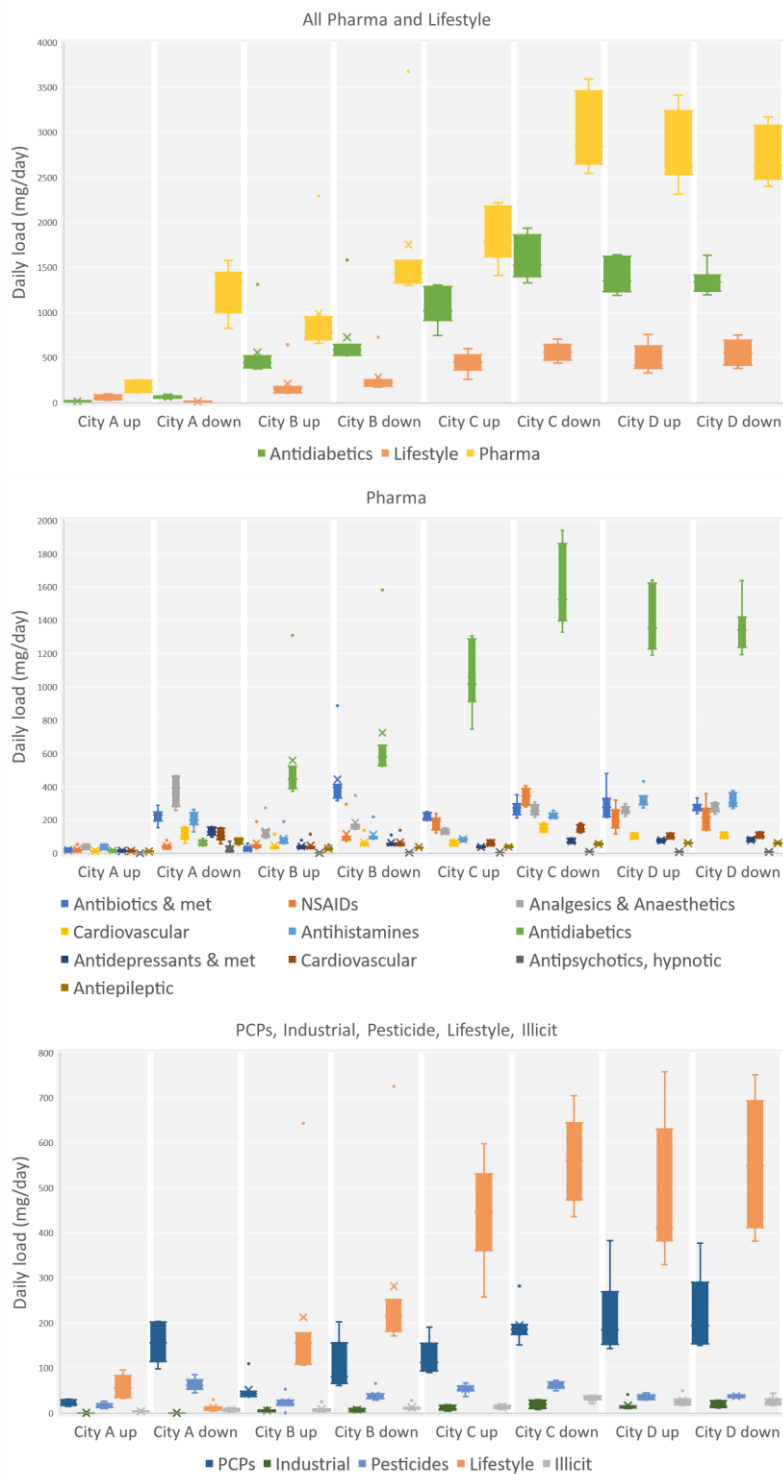 All Pharma and Lifestyle
Daily load (mg/day)
4000
3500
3000
2500
2000
1500
1000
500
0
City A up City A down City B up City B down City C up City C down City D up City D down
Antidiabetics Lifestyle Pharma
Pharma
Daily load (mg/day)
2000
1800
1600
1400
1200
1000
800
600
400
200
0
City A up City A down City B up City B down City C up City C down City D up City D down
Antibiotics & met NSAIDs Analgesics & Anaesthetics
Cardiovascular Antihistamines Antidiabetics
Antidepressants & met Cardiovascular Antipsychotics, hypnotic
Antiepileptic
PCPs, Industrial, Pesticide, Lifestyle, Illicit
Daily load (mg/day)
800
700
600
500
400
300
200
100
0
City A up City A down City B up City B down City C up City C down City D up City D down
PCPs Industrial Pesticides Lifestyle Illicit